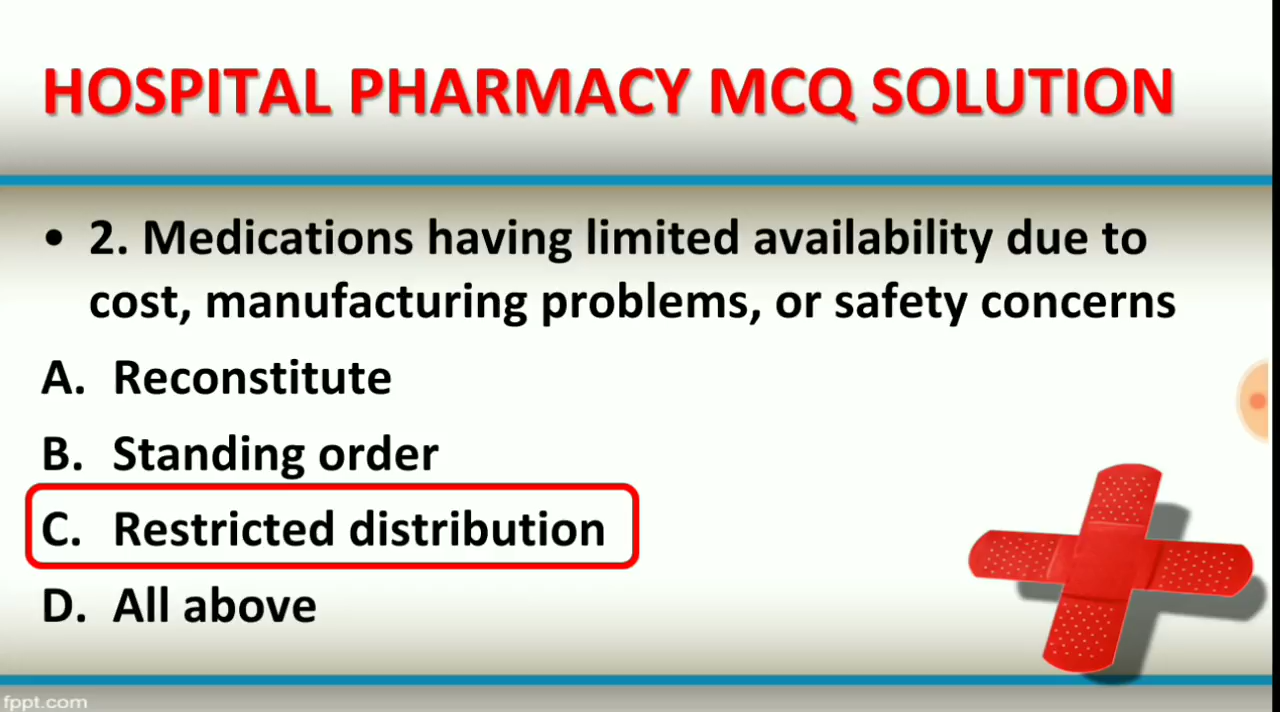 HOSPITAL PHARMACY MCQ SOLUTION
• 2. Medications having limited availability due to
cost, manufacturing problems, or safety concerns
A. Reconstitute
B. Standing order
C. Restricted distribution
D. All above
fppt.com